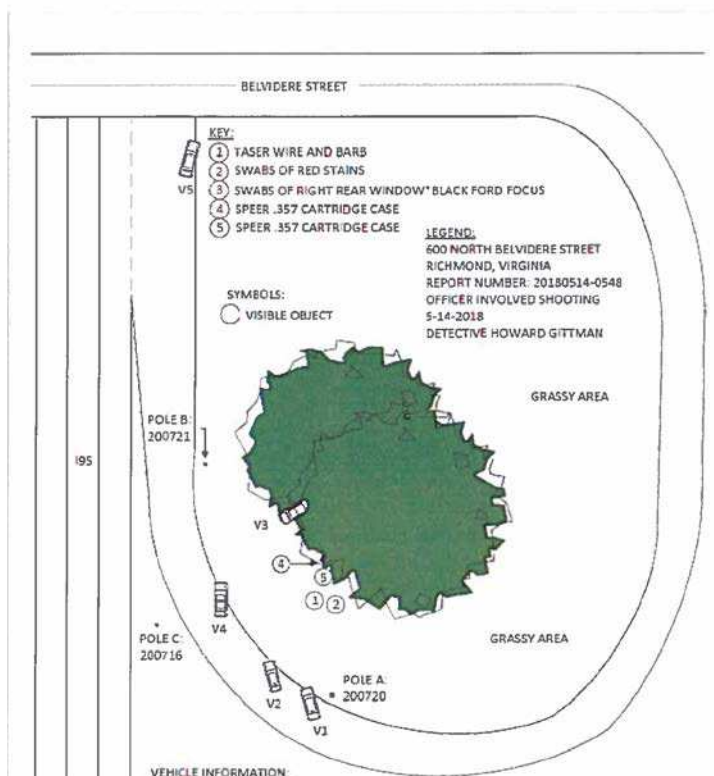 BELVIDERE STREET
KEY:
1 TASER WIRE AND BARB
2 SWABS OF RED STAINS
3 SWABS OF RIGHT REAR WINDOW" BLACK FORD FOCUS
4 SPEER .357 CARTRIDGE CASE
5 SPEER .357 CARTRIDGE CASE
V5
LEGEND:
600 NORTH BELVIDERE STREET
RICHMOND, VIRGINIA
REPORT NUMBER: 20180514-0548
OFFICER INVOLVED SHOOTING
5-14-2018
DETECTIVE HOWARD GITTMAN
SYMBOLS:
VISIBLE OBJECT
GRASSY AREA
POLE B:
200721
I95
V3
4
5
1
2
V4
POLE C:
200716
GRASSY AREA
POLE A:
200720
V2
V1
VEHICLE INFORMATION: